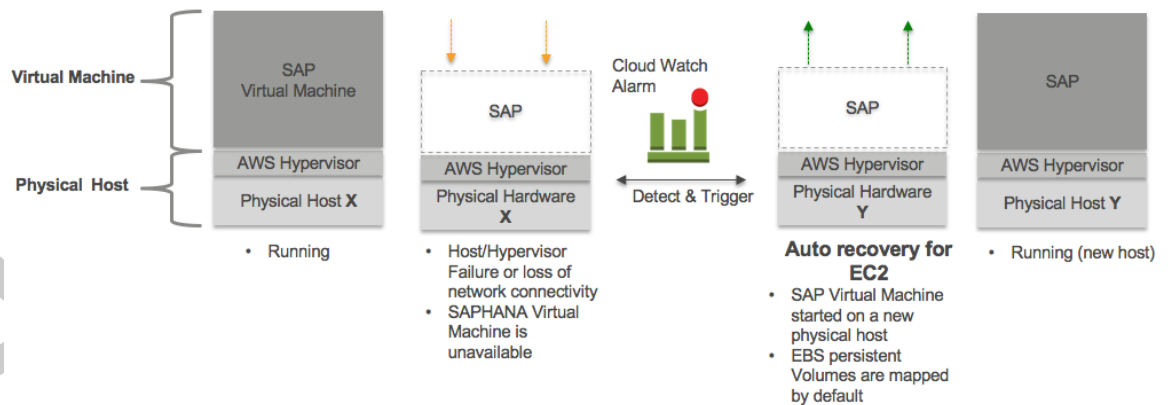 Virtual Machine
Physical Host
SAP
Virtual Machine
AWS Hypervisor
Physical Host X
• Running
SAP
AWS Hypervisor
Physical Hardware
X
• Host/Hypervisor
Failure or loss of
network connectivity
• SAPHANA Virtual
Machine is
unavailable
Cloud Watch
Alarm
Detect & Trigger
SAP
AWS Hypervisor
Physical Hardware
Y
Auto recovery for
EC2
• SAP Virtual Machine
started on a new
physical host
• EBS persistent
Volumes are mapped
by default
SAP
AWS Hypervisor
Physical Host Y
• Running (new host)